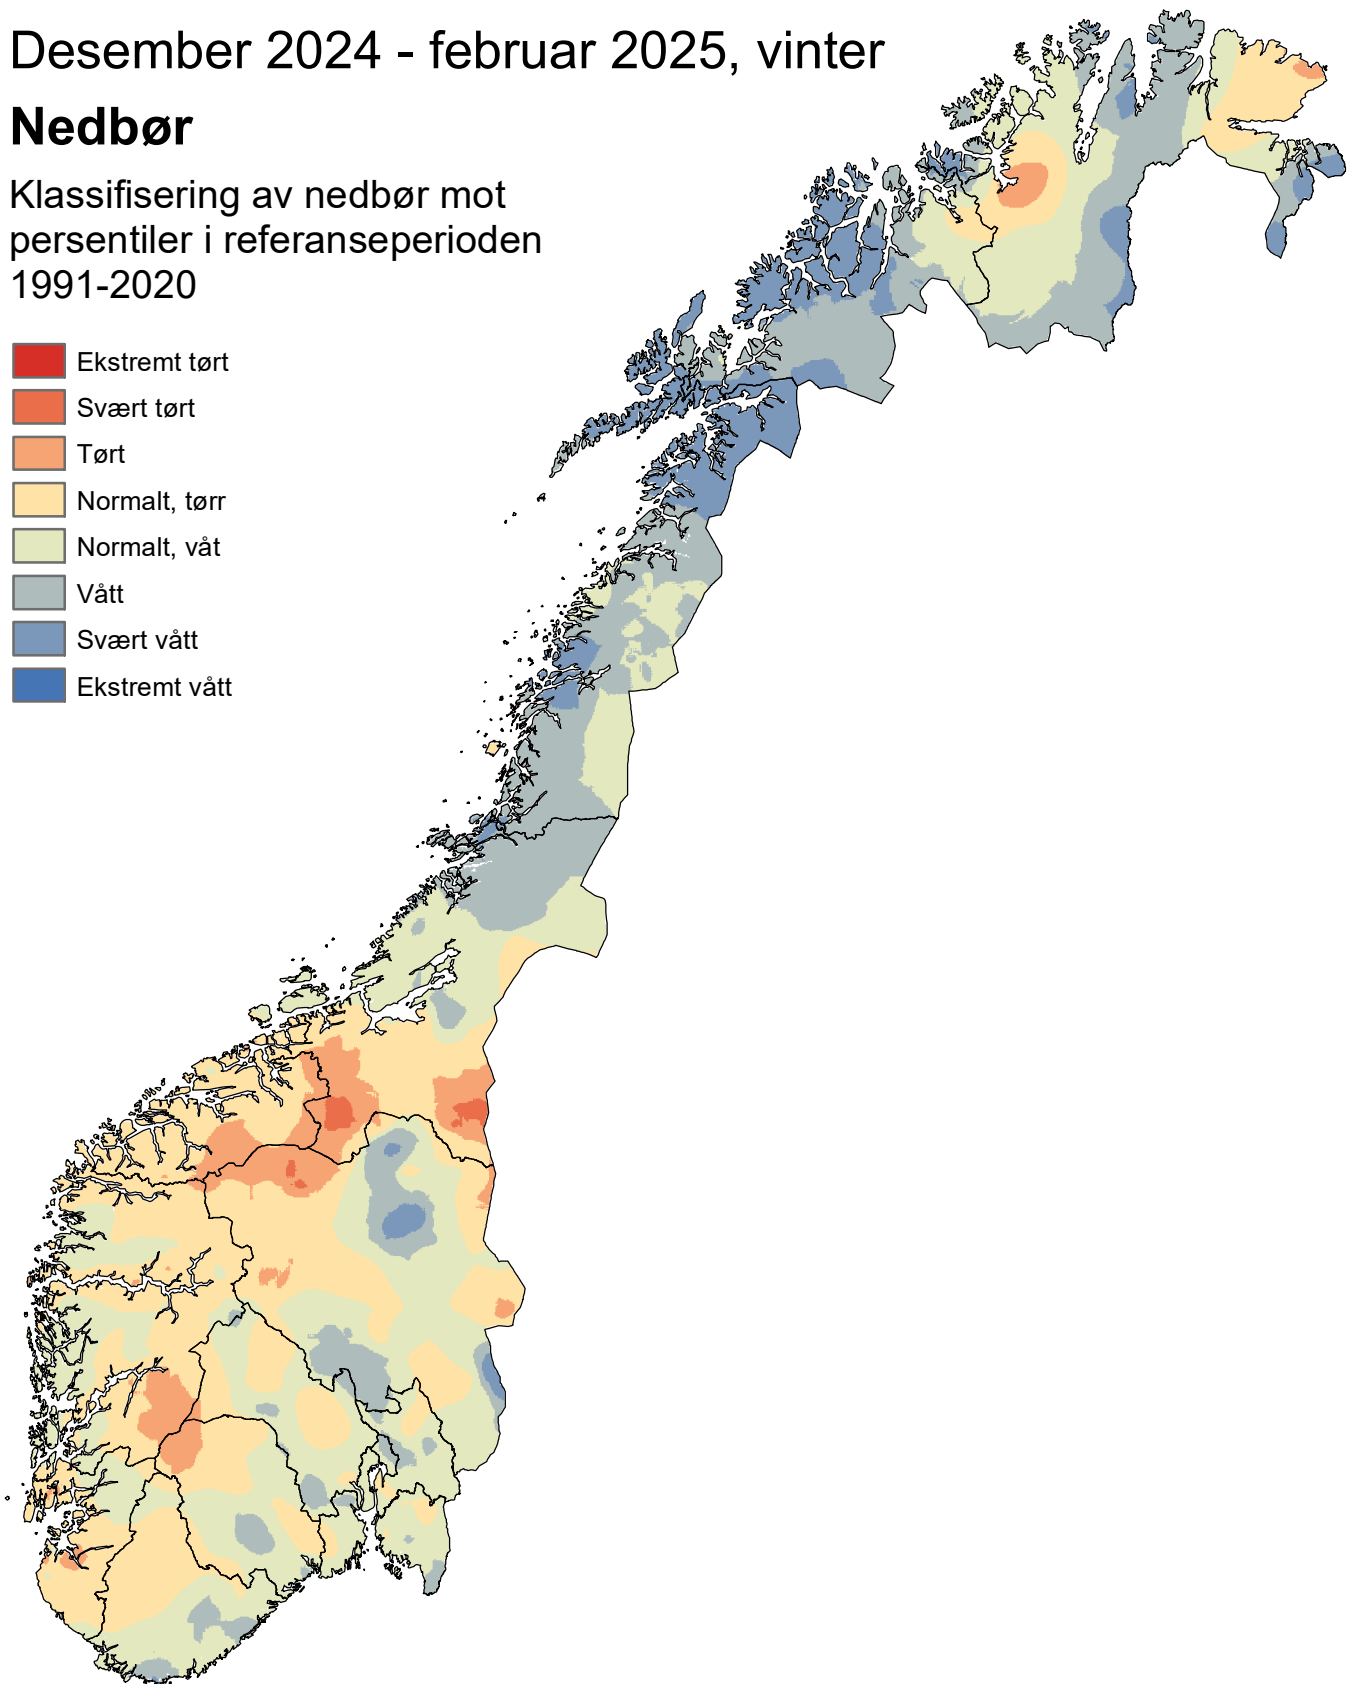 Desember 2024 - februar 2025, vinter
Nedbør
Klassifisering av nedbør mot
persentiler i referanseperioden
1991-2020
Ekstremt tørt
Svært tørt
Tørt
Normalt, tørr
Normalt, våt
Vått
Svært vått
Ekstremt vått